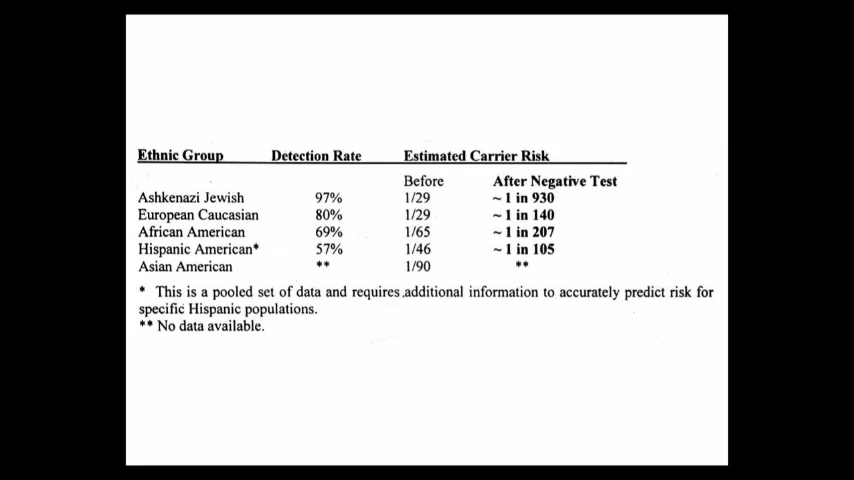 Ethnic Group Detection Rate Estimated Carrier Risk
Before After Negative Test
Ashkenazi Jewish 97% 1/29 ~ 1 in 930
European Caucasian 80% 1/29 ~ 1 in 140
African American 69% 1/65 ~ 1 in 207
Hispanic American* 57% 1/46 ~ 1 in 105
Asian American ** 1/90 **
* This is a pooled set of data and requires additional information to accurately predict risk for
specific Hispanic populations.
** No data available.